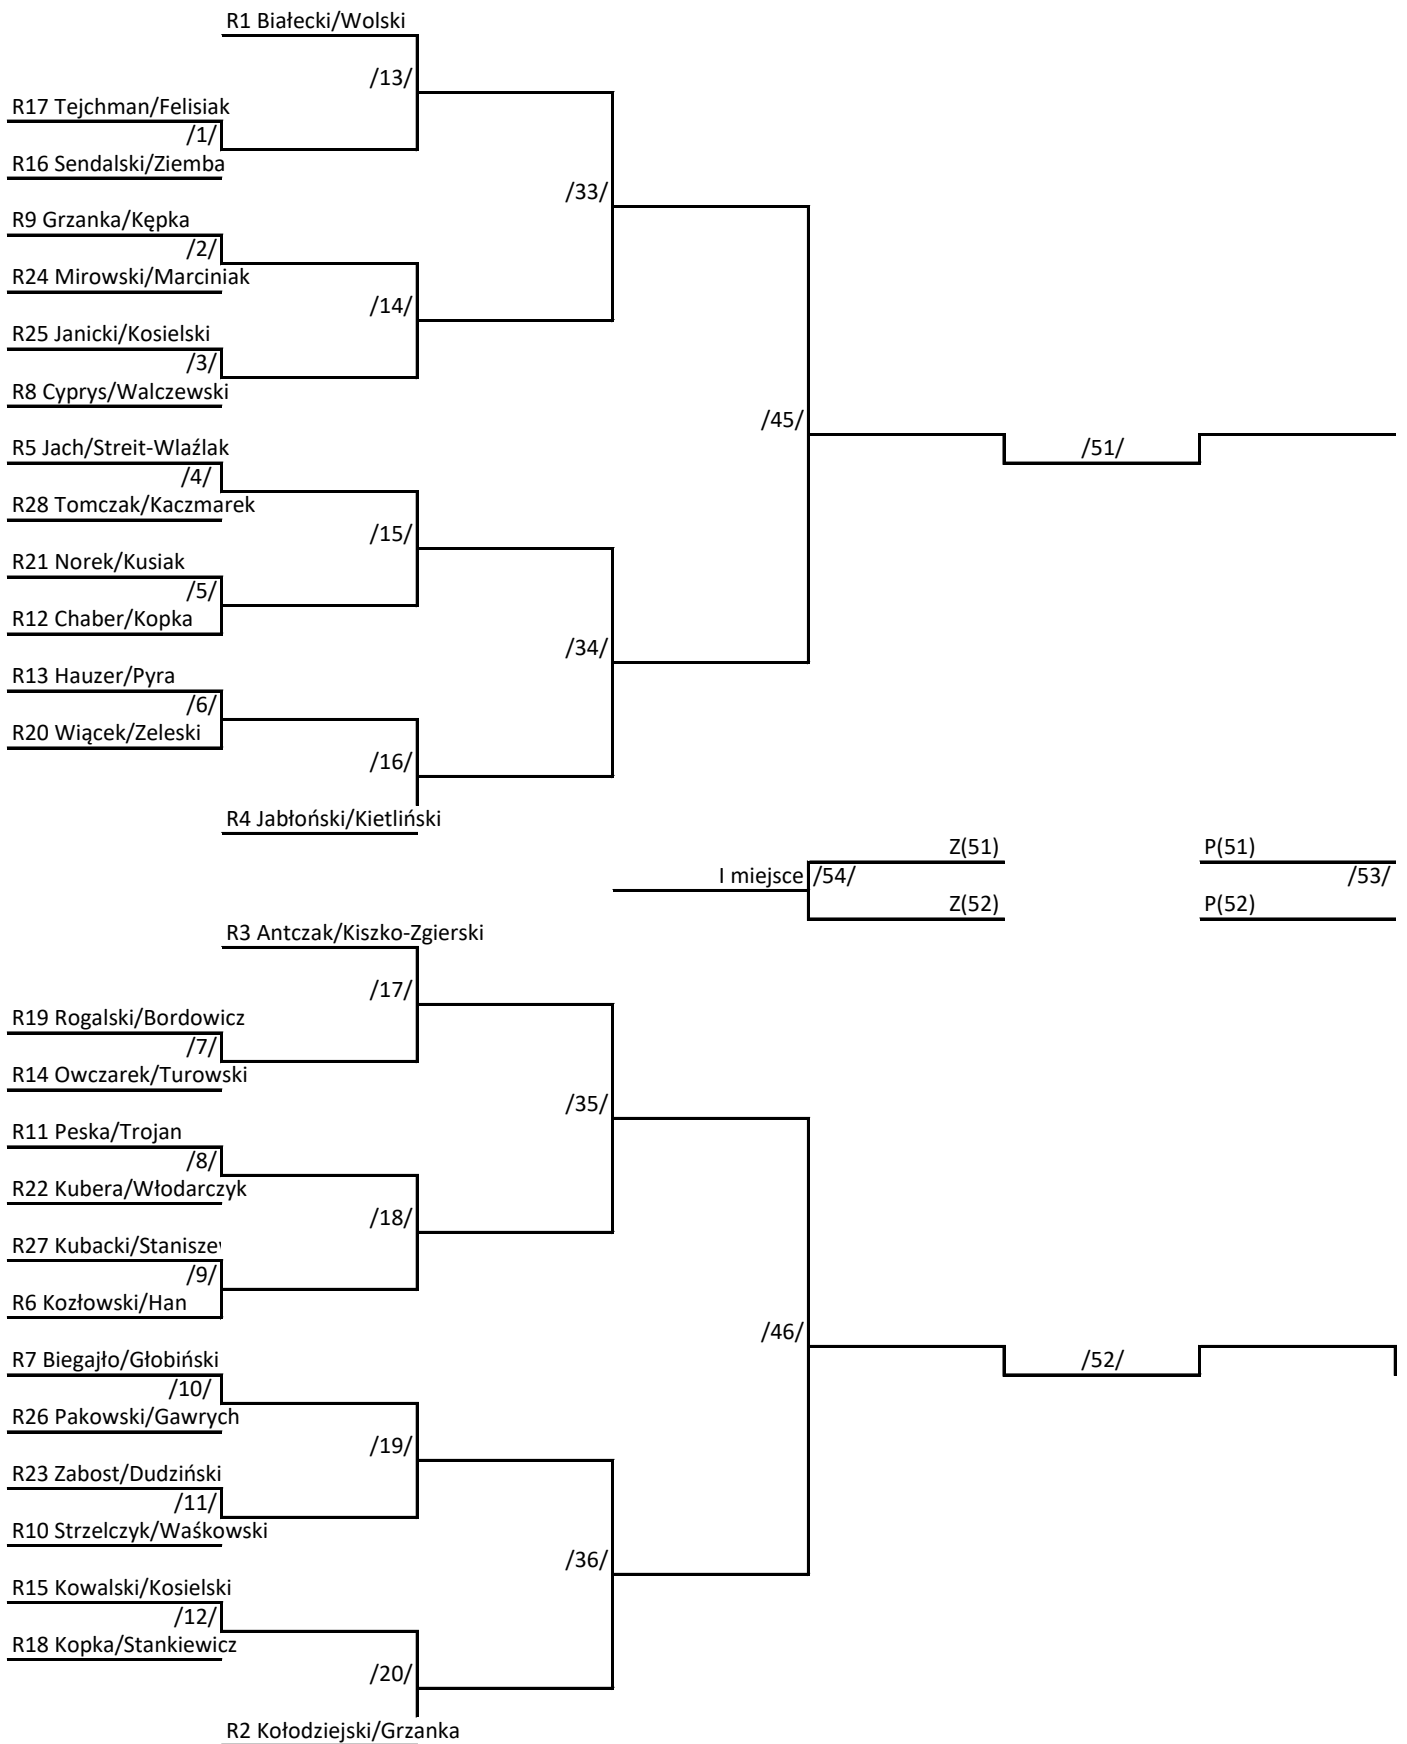 R1 Białecki/Wolski
/13/
R17 Tejchman/Felisiak
/1/
R16 Sendalski/Ziemba
/33/
R9 Grzanka/Kępka
/2/
R24 Mirowski/Marciniak
/14/
R25 Janicki/Kosielski
/3/
R8 Cyprys/Walczewski
/45/
R5 Jach/Streit-Wlaźlak
/51/
/4/
R28 Tomczak/Kaczmarek
/15/
R21 Norek/Kusiak
/5/
R12 Chaber/Kopka
/34/
R13 Hauzer/Pyra
/6/
R20 Wiącek/Zeleski
/16/
R4 Jabłoński/Kietliński
Z(51) P(51)
I miejsce /54/ /53/
Z(52) P(52)
R3 Antczak/Kiszko-Zgierski
/17/
R19 Rogalski/Bordowicz
/7/
R14 Owczarek/Turowski
/35/
R11 Peska/Trojan
/8/
R22 Kubera/Włodarczyk
/18/
R27 Kubacki/Staniszew
/9/
R6 Kozłowski/Han
/46/
R7 Biegajło/Głobiński
/52/
/10/
R26 Pakowski/Gawrych
/19/
R23 Zabost/Dudziński
/11/
R10 Strzelczyk/Waśkowski
/36/
R15 Kowalski/Kosielski
/12/
R18 Kopka/Stankiewicz
/20/
R2 Kołodziejski/Grzanka